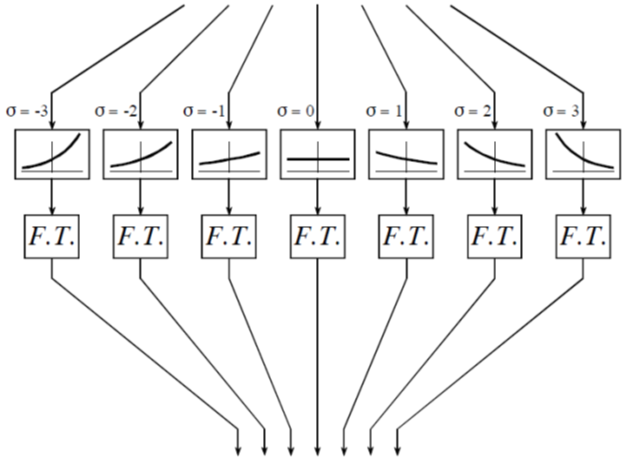 σ = -3 σ = -2 σ = -1 σ = 0 σ = 1 σ = 2 σ = 3
F.T. F.T. F.T. F.T. F.T. F.T. F.T.